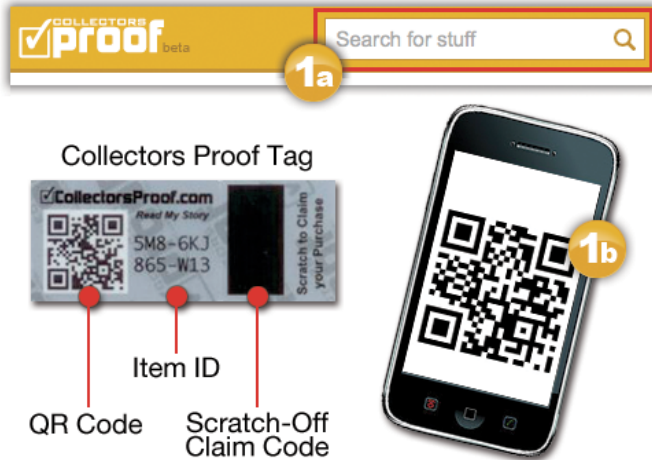 COLLECTORS
proof beta
Search for stuff
1a
Collectors Proof Tag
CollectorsProof.com
Read My Story
5M8-6KJ
865-W13
Scratch to Claim
your Purchase
1b
Item ID
QR Code
Scratch-Off
Claim Code